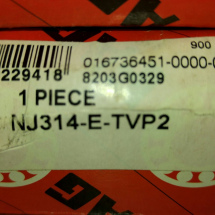 900
016736451-0000-0
229418
8203G0329
1 PIECE
NJ314-E-TVP2